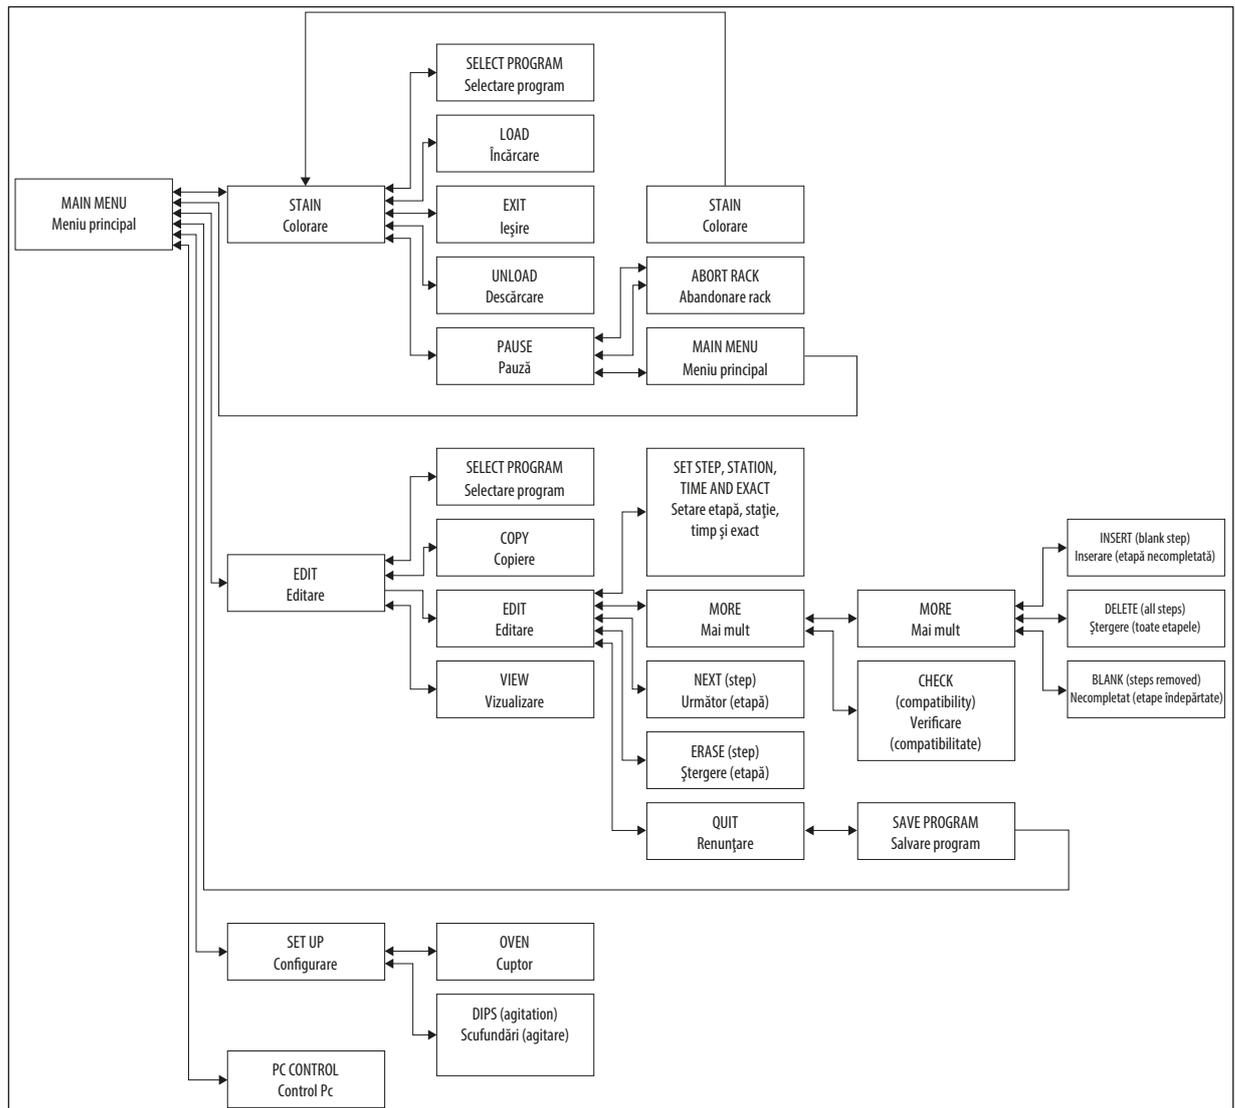 SELECT PROGRAM
Selectare program
LOAD
Încărcare
MAIN MENU
Meniu principal
STAIN
Colorare
EXIT
Ieşire
STAIN
Colorare
UNLOAD
Descărcare
ABORT RACK
Abandonare rack
PAUSE
Pauză
MAIN MENU
Meniu principal
SELECT PROGRAM
Selectare program
SET STEP, STATION,
TIME AND EXACT
Setare etapă, staţie,
timp şi exact
COPY
Copiere
INSERT (blank step)
Inserare (etapă necompletată)
EDIT
Editare
EDIT
Editare
MORE
Mai mult
MORE
Mai mult
DELETE (all steps)
Ştergere (toate etapele)
VIEW
Vizualizare
NEXT (step)
Următor (etapă)
CHECK
(compatibility)
Verificare
(compatibilitate)
BLANK (steps removed)
Necompletat (etape îndepărtate)
ERASE (step)
Ştergere (etapă)
QUIT
Renunţare
SAVE PROGRAM
Salvare program
SET UP
Configurare
OVEN
Cuptor
DIPS (agitation)
Scufundări (agitare)
PC CONTROL
Control Pc